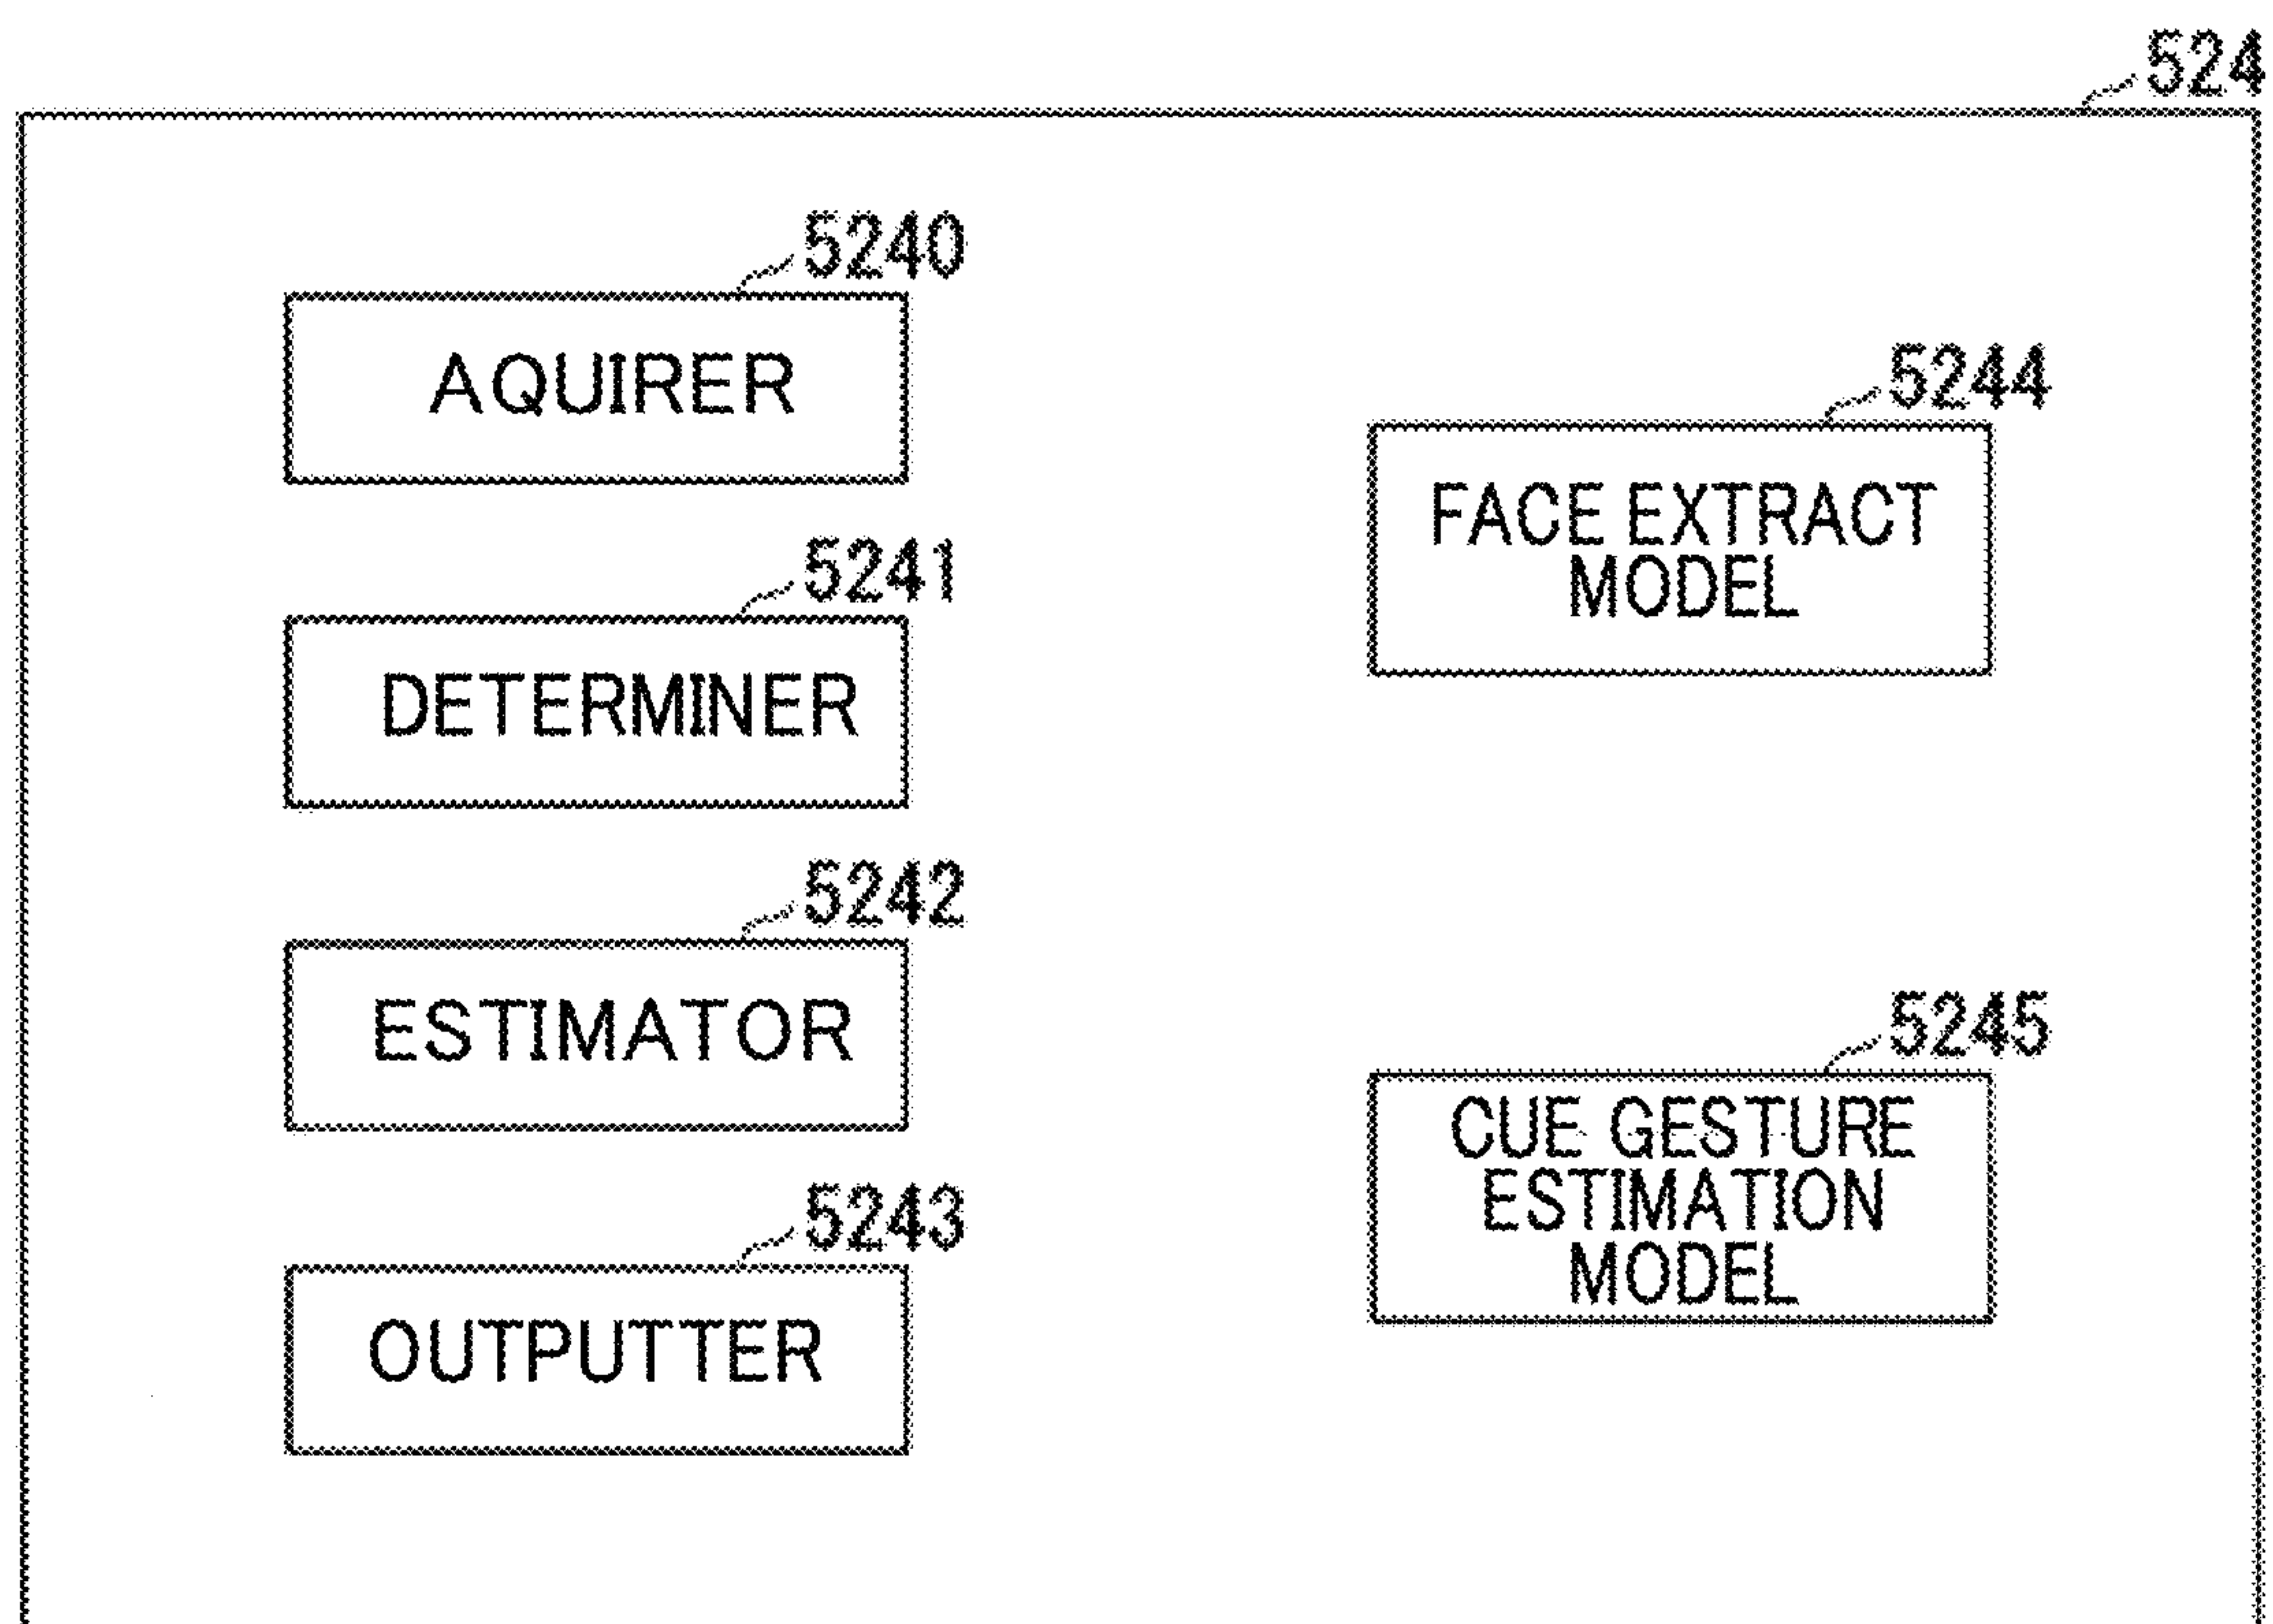 524
5240
AQUIRER
5241
DETERMINER
5242
ESTIMATOR
5243
OUTPUTTER
5244
FACE EXTRACT
MODEL
5245
CUE GESTURE
ESTIMATION
MODEL